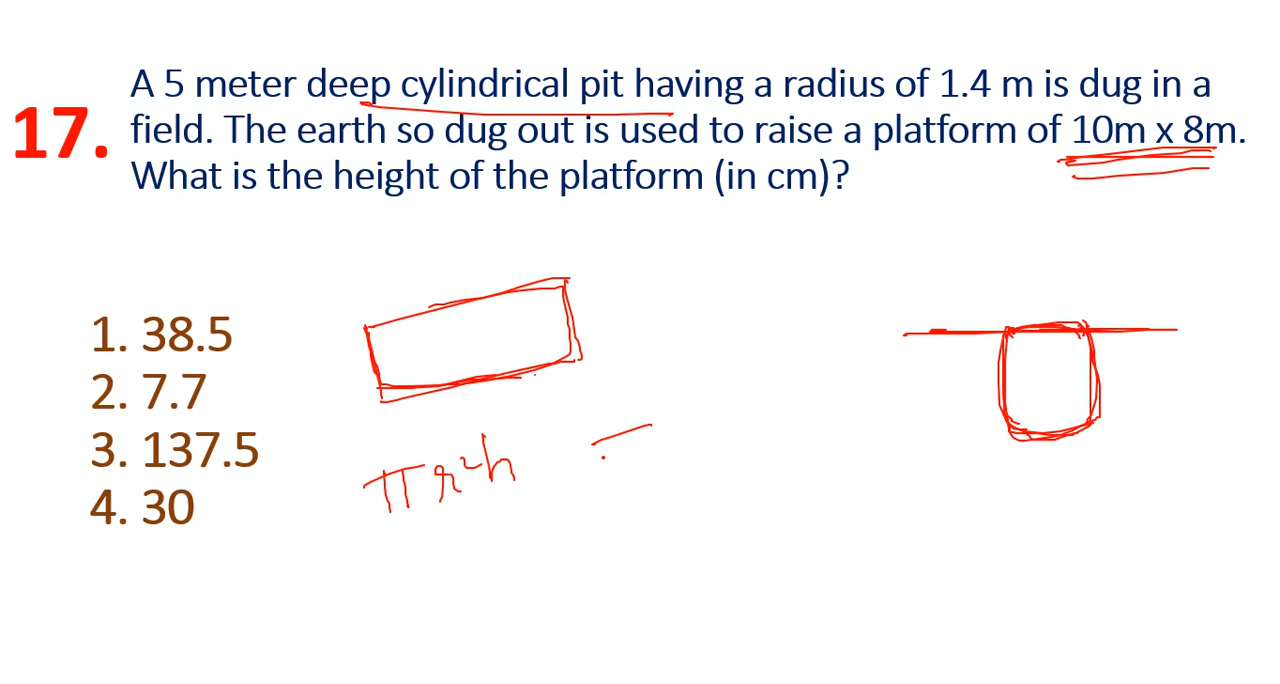 17. A 5 meter deep cylindrical pit having a radius of 1.4 m is dug in a
field. The earth so dug out is used to raise a platform of 10m x 8m.
What is the height of the platform (in cm)?
1. 38.5
2. 7.7
3. 137.5
4. 30
πr²h =